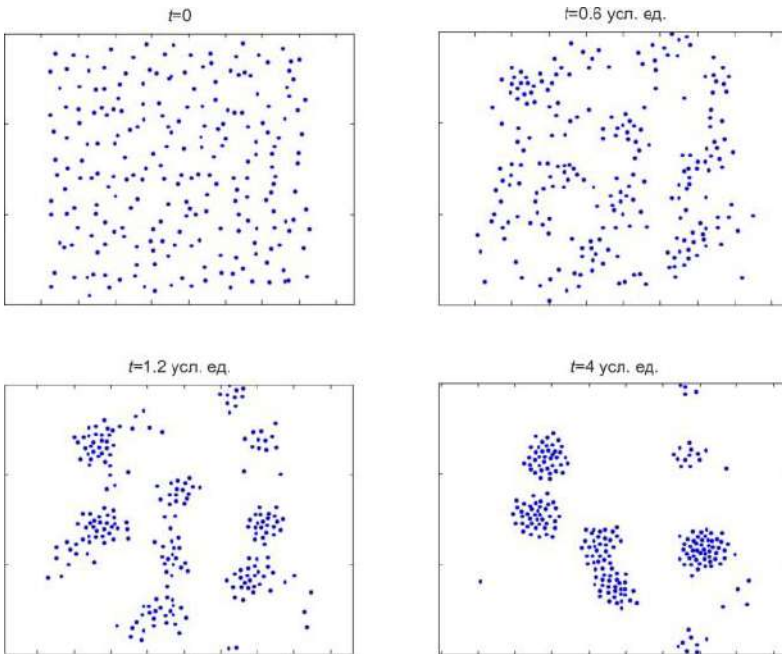 t=0
t=0.6 усл. ед.
t=1.2 усл. ед.
t=4 усл. ед.